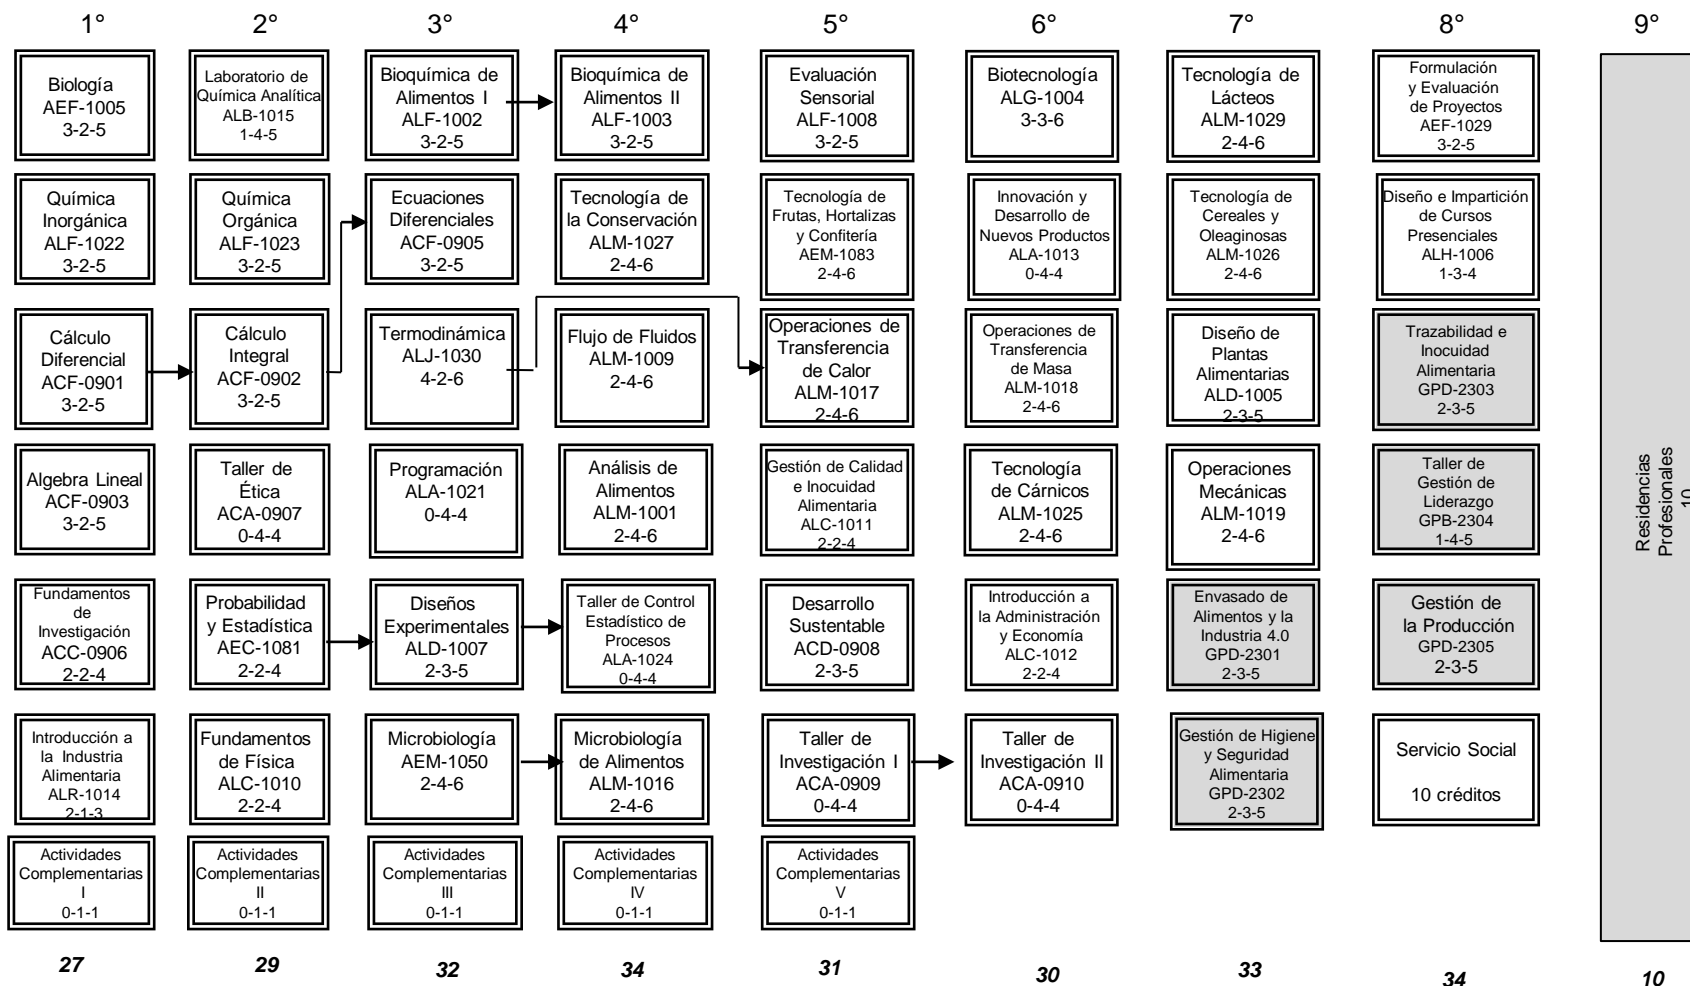 1°
2°
3°
4°
5°
6°
7°
8°
9°
Biología
AEF-1005
3-2-5
Química
Inorgánica
ALF-1022
3-2-5
Cálculo
Diferencial
ACF-0901
3-2-5
Algebra Lineal
ACF-0903
3-2-5
Fundamentos
de
Investigación
ACC-0906
2-2-4
Introducción a
la Industria
Alimentaria
ALR-1014
2-1-3
Actividades
Complementarias
I
0-1-1
27
Laboratorio de
Química Analítica
ALB-1015
1-4-5
Química
Orgánica
ALF-1023
3-2-5
Cálculo
Integral
ACF-0902
3-2-5
Taller de
Ética
ACA-0907
0-4-4
Probabilidad
y Estadística
AEC-1081
2-2-4
Fundamentos
de Física
ALC-1010
2-2-4
Actividades
Complementarias
II
0-1-1
29
Bioquímica de
Alimentos I
ALF-1002
3-2-5
Ecuaciones
Diferenciales
ACF-0905
3-2-5
Termodinámica
ALJ-1030
4-2-6
Programación
ALA-1021
0-4-4
Diseños
Experimentales
ALD-1007
2-3-5
Microbiología
AEM-1050
2-4-6
Actividades
Complementarias
III
0-1-1
32
Bioquímica de
Alimentos II
ALF-1003
3-2-5
Tecnología de
la Conservación
ALM-1027
2-4-6
Flujo de Fluidos
ALM-1009
2-4-6
Análisis de
Alimentos
ALM-1001
2-4-6
Taller de Control
Estadístico de
Procesos
ALA-1024
0-4-4
Microbiología
de Alimentos
ALM-1016
2-4-6
Actividades
Complementarias
IV
0-1-1
34
Evaluación
Sensorial
ALF-1008
3-2-5
Tecnología de
Frutas, Hortalizas
y Confitería
AEM-1083
2-4-6
Operaciones de
Transferencia
de Calor
ALM-1017
2-4-6
Gestión de Calidad
e Inocuidad
Alimentaria
ALC-1011
2-2-4
Desarrollo
Sustentable
ACD-0908
2-3-5
Taller de
Investigación I
ACA-0909
0-4-4
Actividades
Complementarias
V
0-1-1
31
Biotecnología
ALG-1004
3-3-6
Innovación y
Desarrollo de
Nuevos Productos
ALA-1013
0-4-4
Operaciones de
Transferencia
de Masa
ALM-1018
2-4-6
Tecnología
de Cárnicos
ALM-1025
2-4-6
Introducción a
la Administración
y Economía
ALC-1012
2-2-4
Taller de
Investigación II
ACA-0910
0-4-4
30
Tecnología de
Lácteos
ALM-1029
2-4-6
Tecnología de
Cereales y
Oleaginosas
ALM-1026
2-4-6
Diseño de
Plantas
Alimentarias
ALD-1005
2-3-5
Operaciones
Mecánicas
ALM-1019
2-4-6
Envasado de
Alimentos y la
Industria 4.0
GPD-2301
2-3-5
Gestión de Higiene
y Seguridad
Alimentaria
GPD-2302
2-3-5
33
Formulación
y Evaluación
de Proyectos
AEF-1029
3-2-5
Diseño e Impartición
de Cursos
Presenciales
ALH-1006
1-3-4
Trazabilidad e
Inocuidad
Alimentaria
GPD-2303
2-3-5
Taller de
Gestión de
Liderazgo
GPB-2304
1-4-5
Gestión de
la Producción
GPD-2305
2-3-5
Servicio Social
10 créditos
34
Residencias
Profesionales
10
10